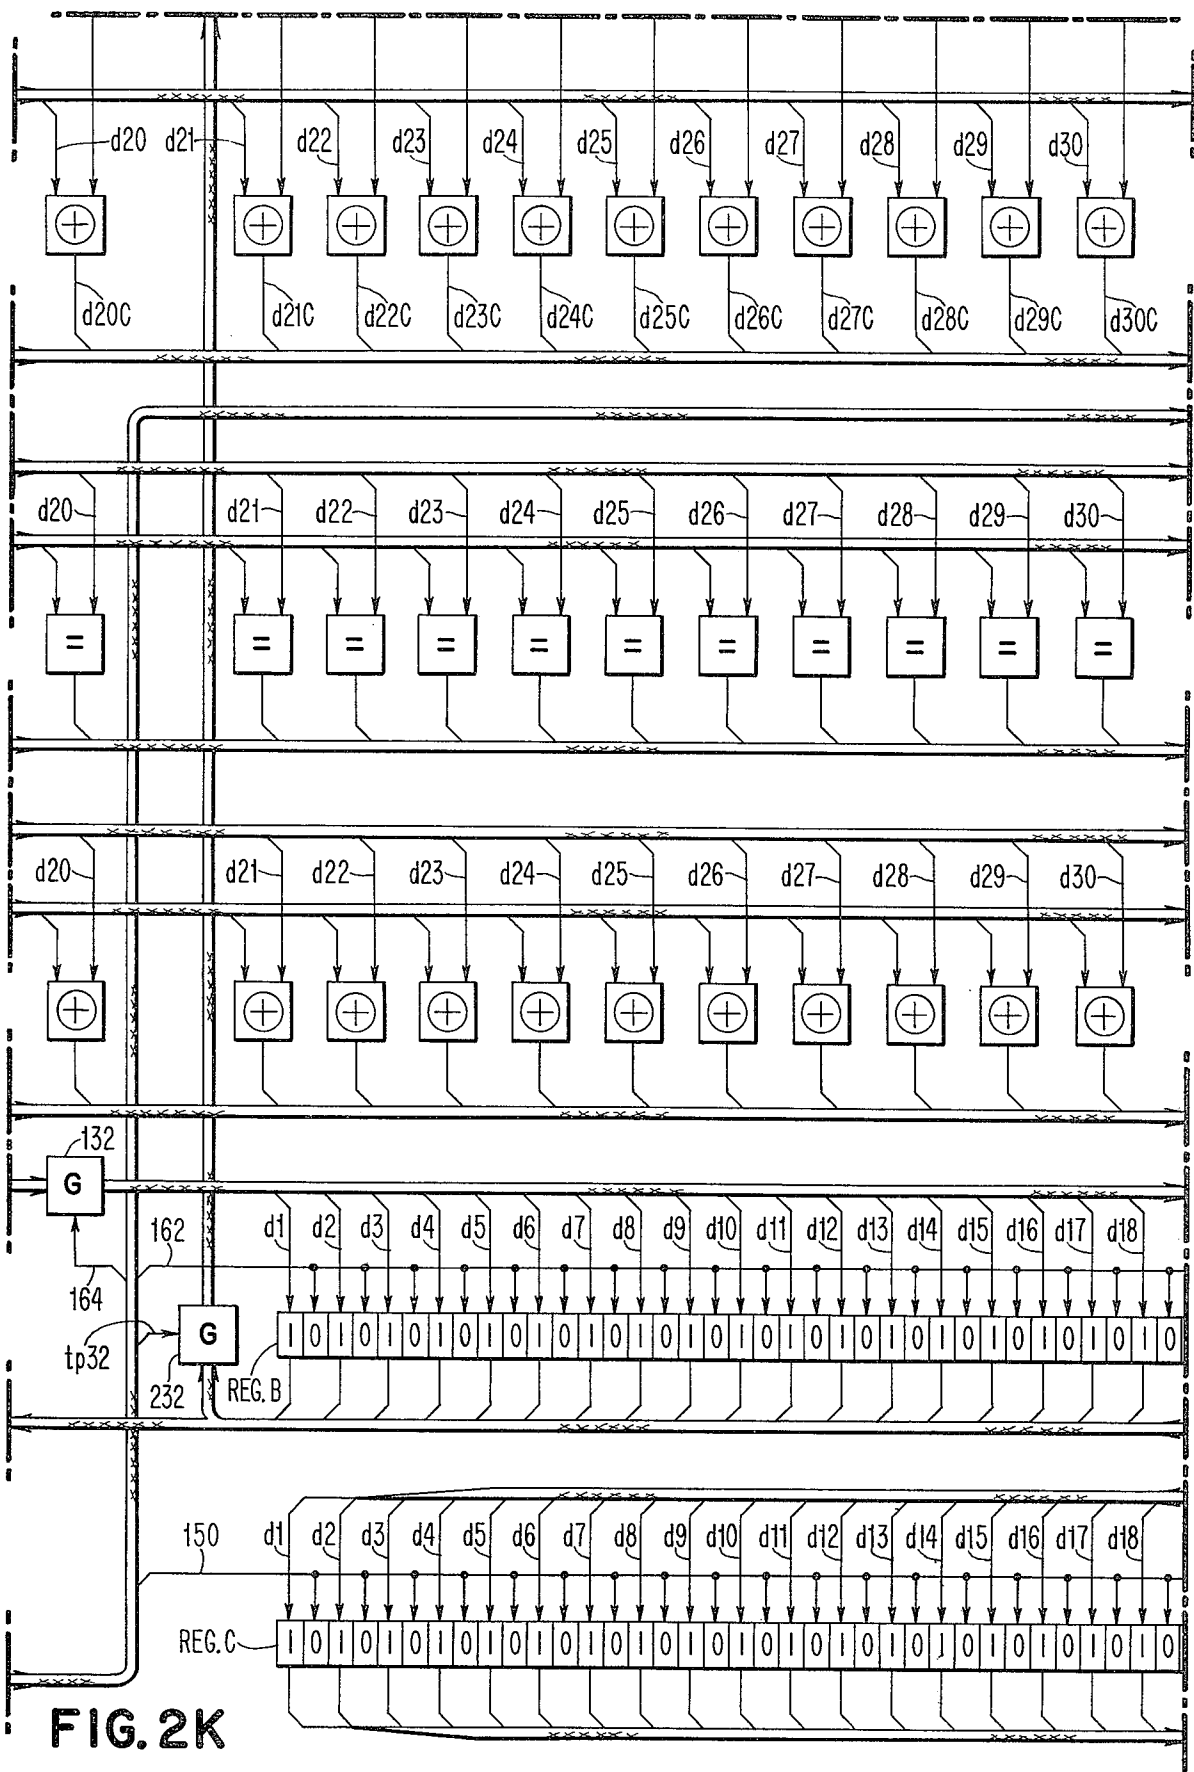 d20 d21 d22 d23 d24 d25 d26 d27 d28 d29 d30
+ + + + + + + + + + +
d20C d21C d22C d23C d24C d25C d26C d27C d28C d29C d30C
d20 d21 d22 d23 d24 d25 d26 d27 d28 d29 d30
= = = = = = = = = = =
d20 d21 d22 d23 d24 d25 d26 d27 d28 d29 d30
+ + + + + + + + + + +
132
G
162 d1 d2 d3 d4 d5 d6 d7 d8 d9 d10 d11 d12 d13 d14 d15 d16 d17 d18
164
tp32 G 1 0 1 0 1 0 1 0 1 0 1 0 1 0 1 0 1 0 1 0 1 0 1 0 1 0 1 0 1 0 1 0 1 0 1 0
232 REG. B
150 d1 d2 d3 d4 d5 d6 d7 d8 d9 d10 d11 d12 d13 d14 d15 d16 d17 d18
REG. C 1 0 1 0 1 0 1 0 1 0 1 0 1 0 1 0 1 0 1 0 1 0 1 0 1 0 1 0 1 0 1 0 1 0 1 0
FIG. 2K